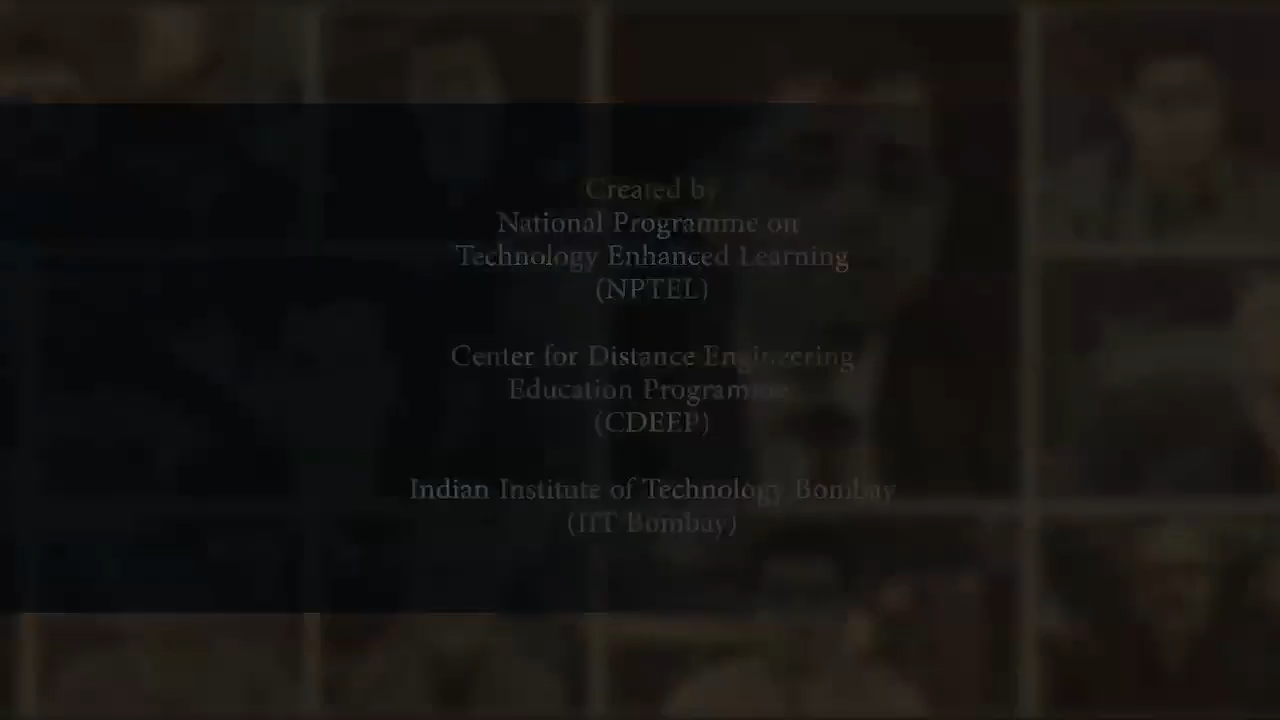 Created by
National Programme on
Technology Enhanced Learning
(NPTEL)
Center for Distance Engineering
Education Programme
(CDEEP)
Indian Institute of Technology Bombay
(IIT Bombay)